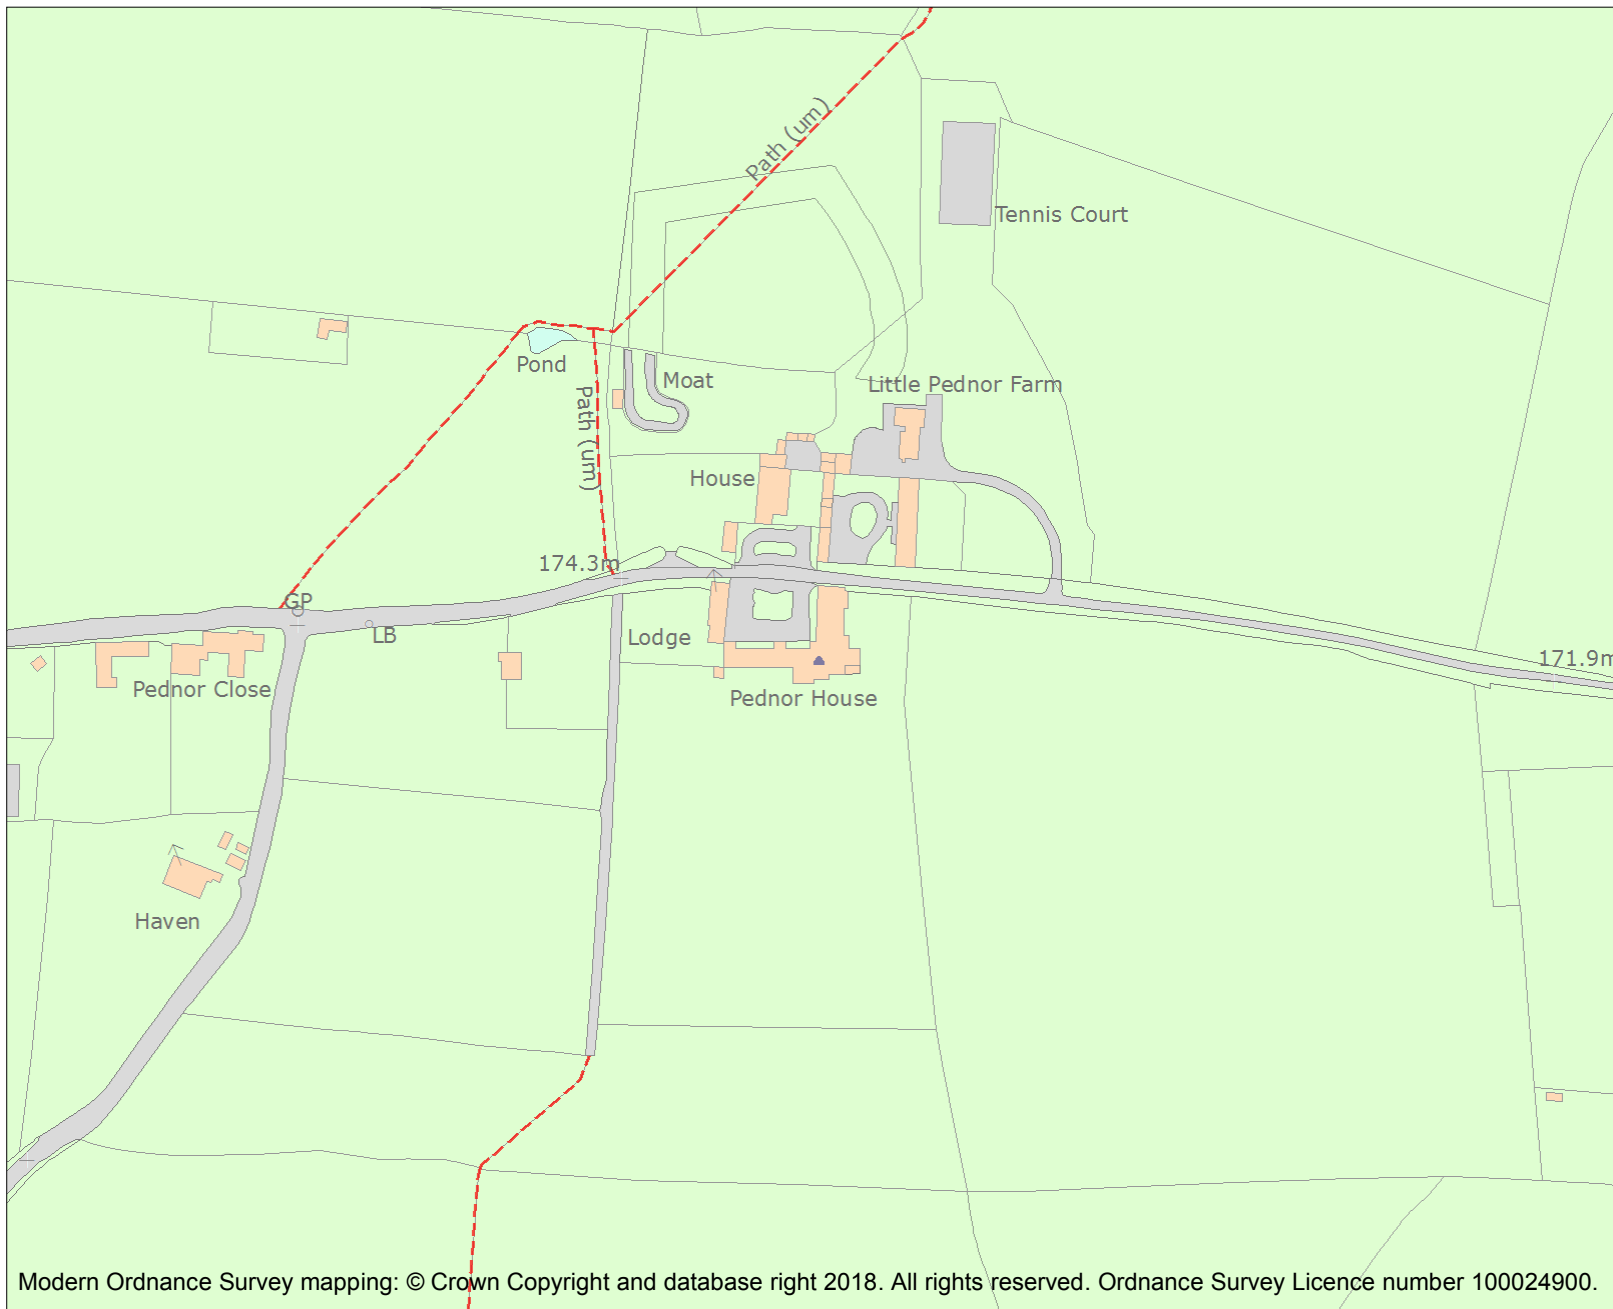 Path (um)
Tennis Court
Pond
Moat
Little Pednor Farm
Path (um)
House
174.3m
GP
LB
Lodge
171.9m
Pednor Close
Pednor House
Haven
Modern Ordnance Survey mapping: © Crown Copyright and database right 2018. All rights reserved. Ordnance Survey Licence number 100024900.